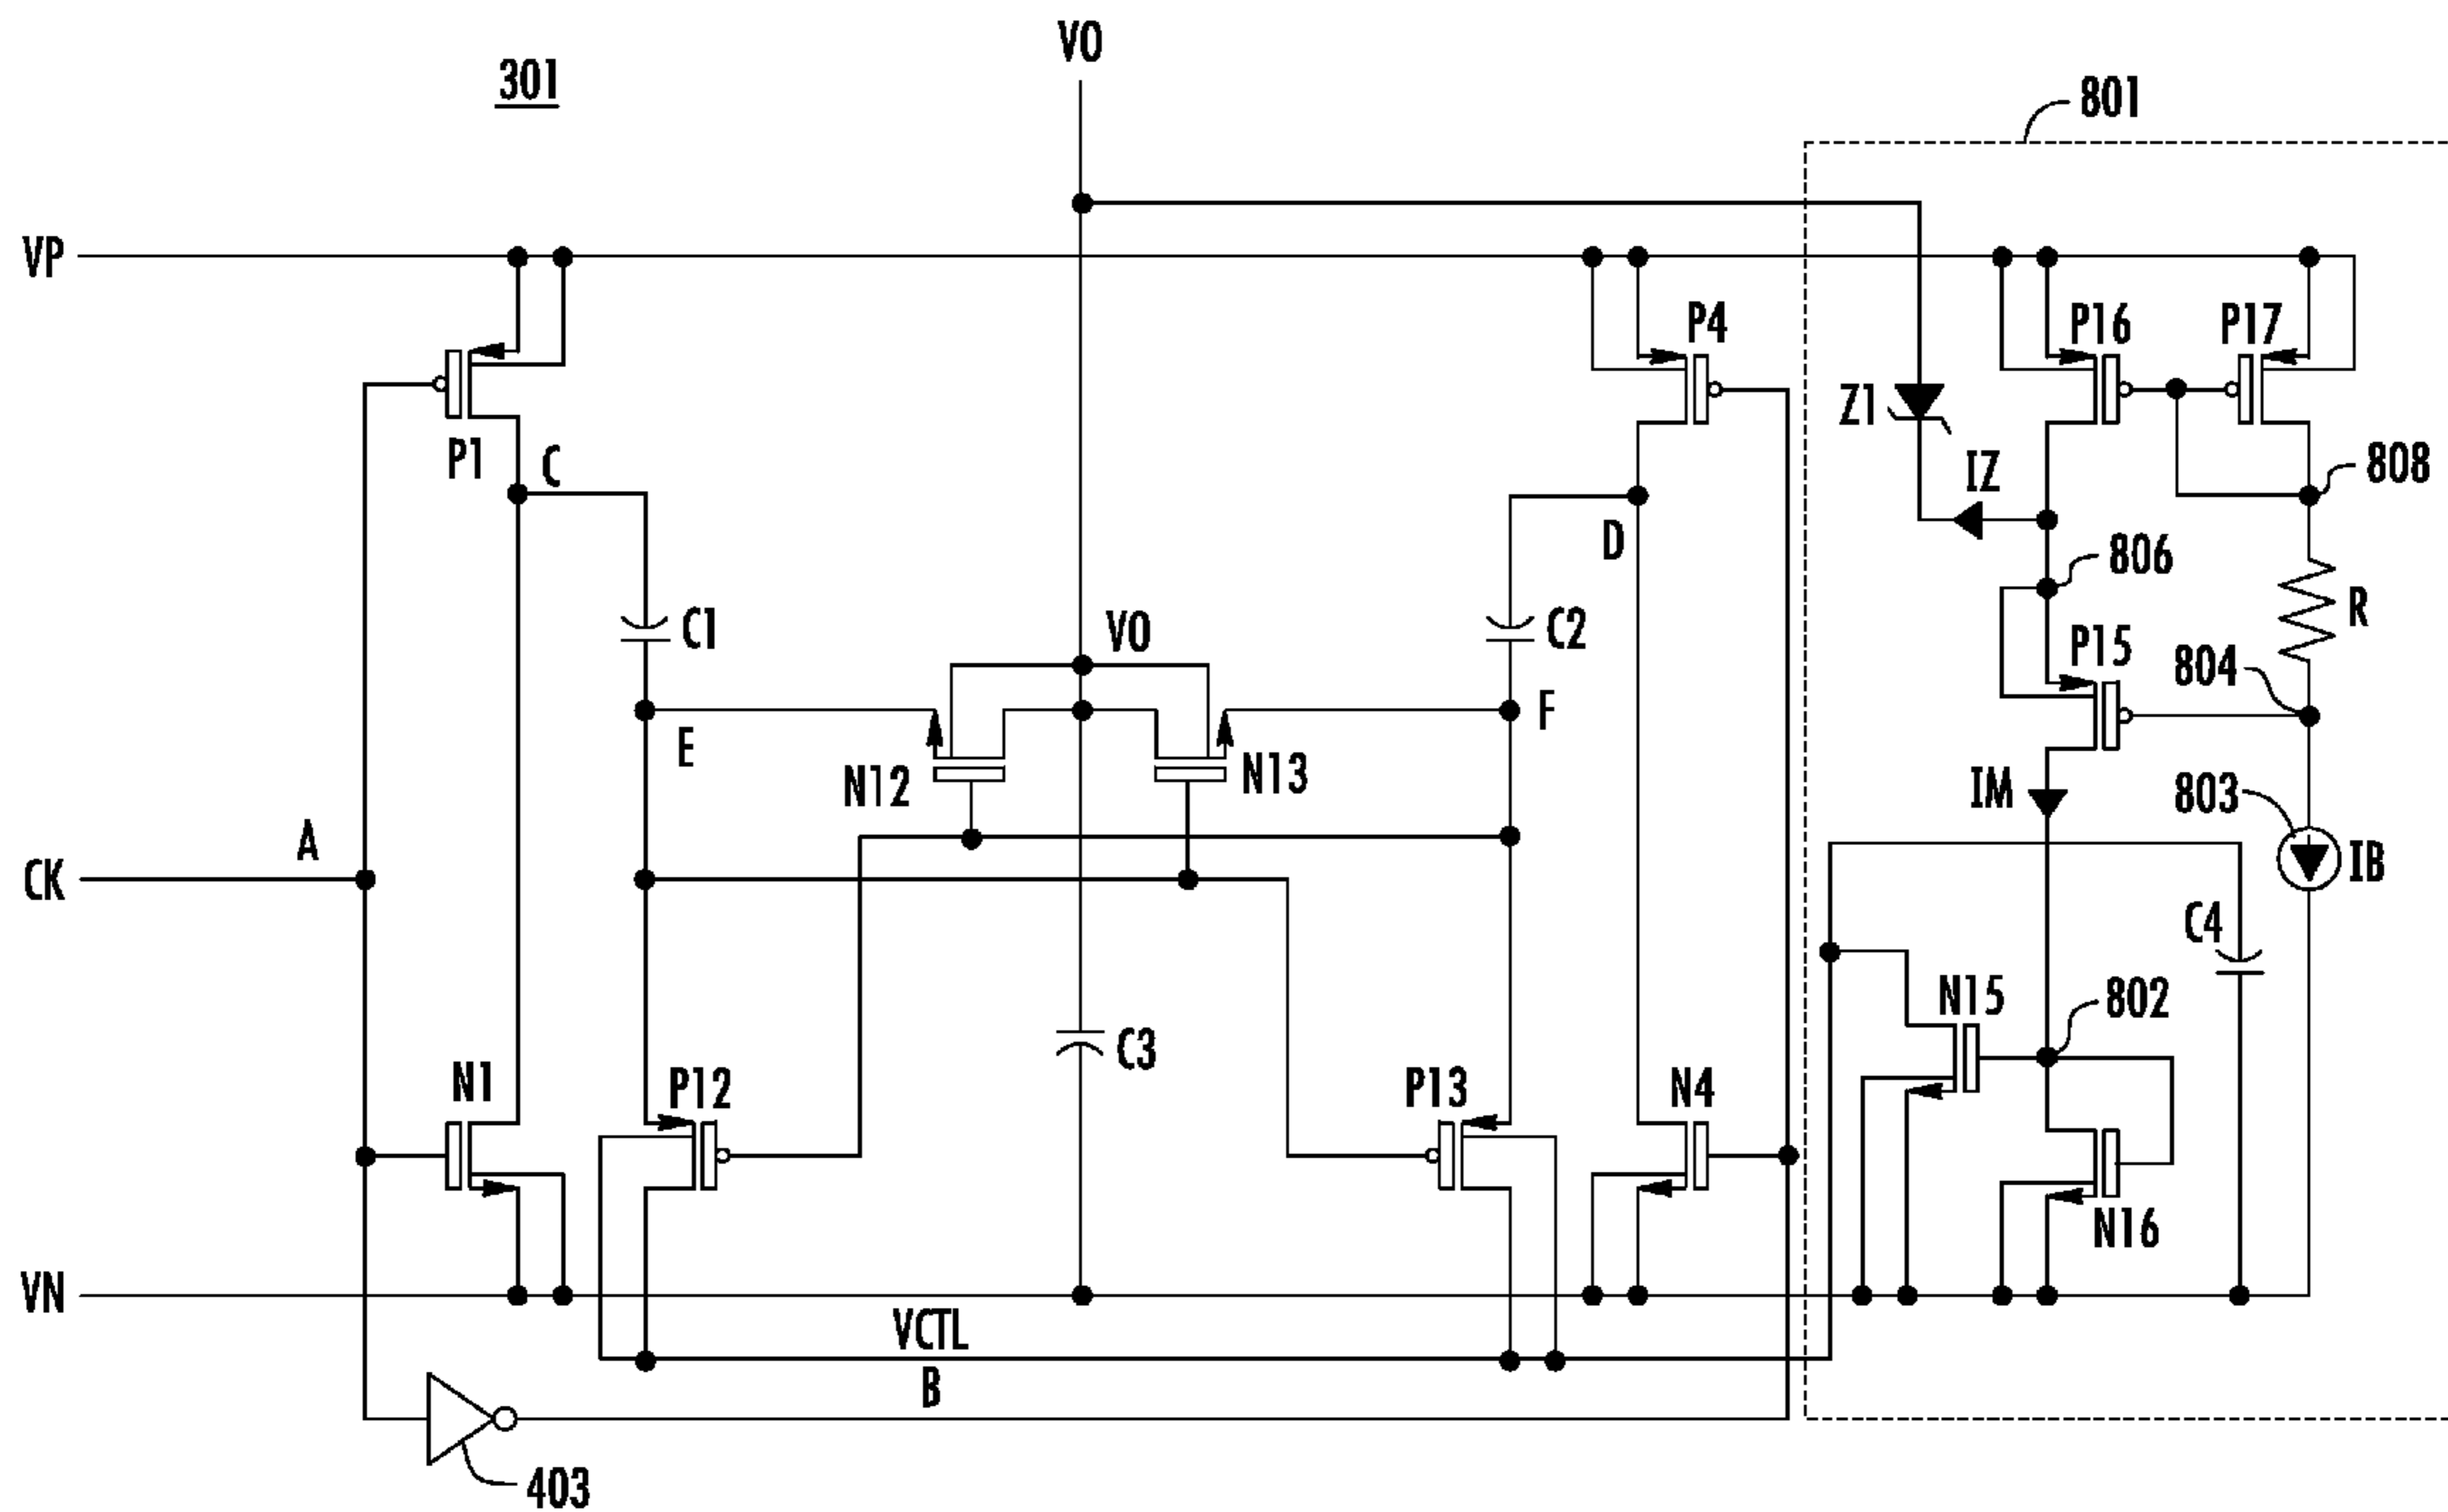 VO
301
801
VP
P4
P16
P17
Z1
P1
C
IZ
808
D
806
C1
VO
C2
R
P15
804
E
F
N12
N13
IM
803
A
CK
IB
C4
N15
802
C3
N1
P12
P13
N4
N16
VN
VCTL
B
403